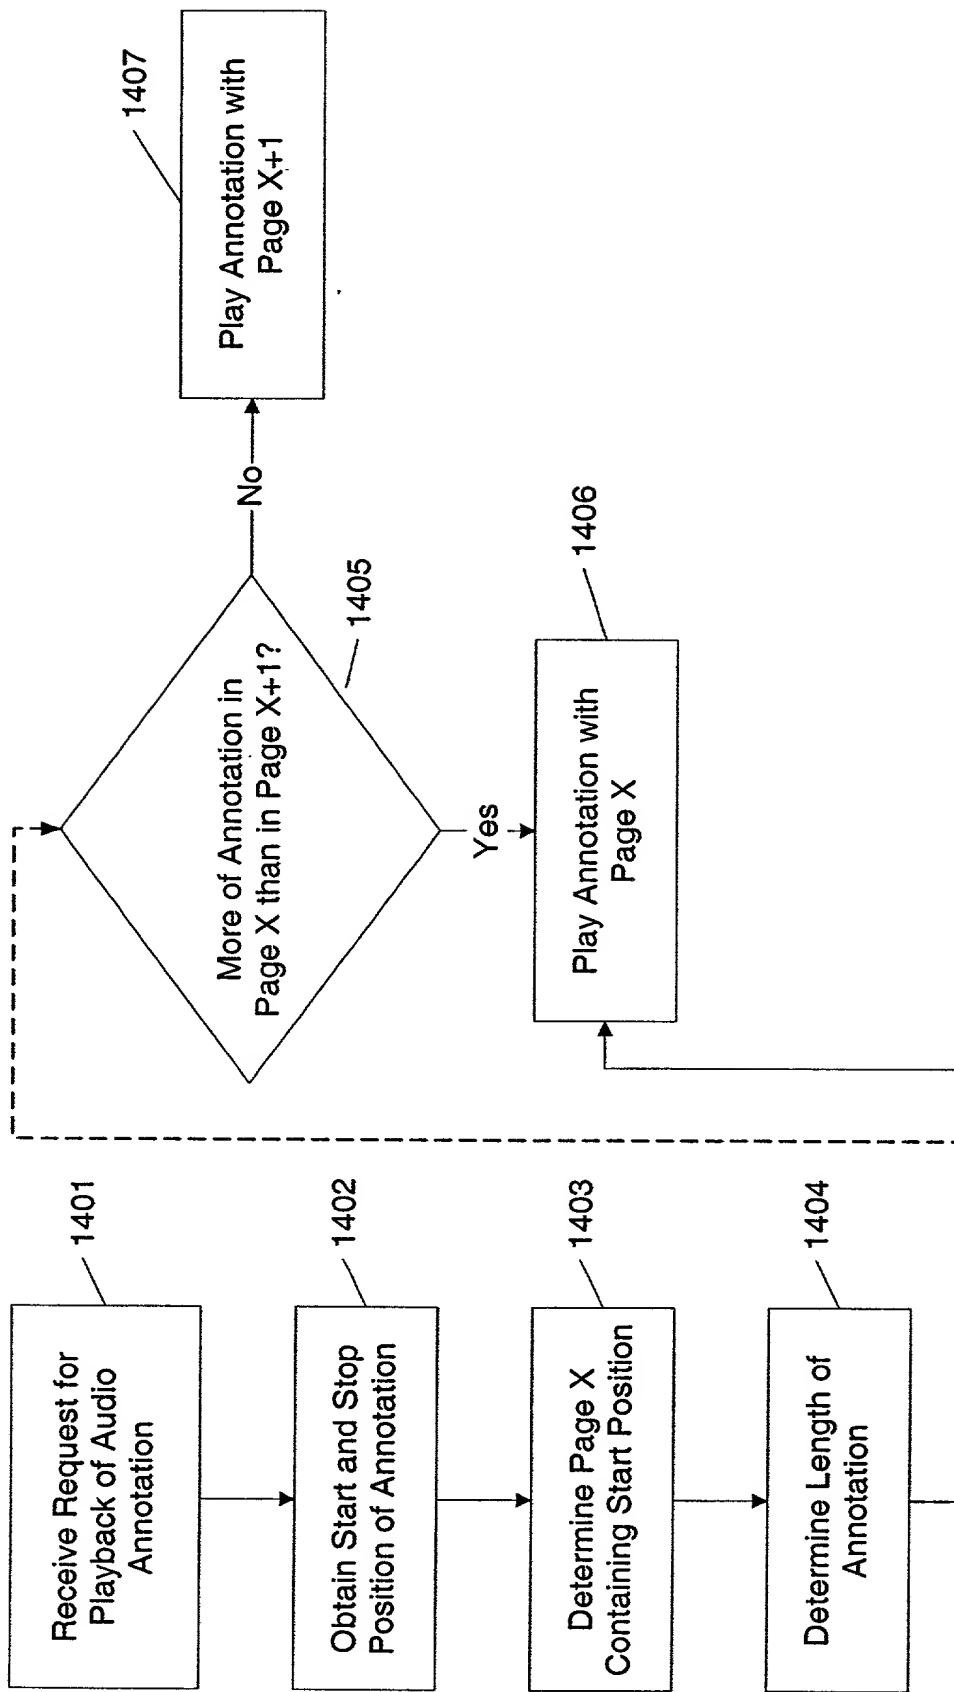 Receive Request for
Playback of Audio
Annotation
1401
Obtain Start and Stop
Position of Annotation
1402
Determine Page X
Containing Start Position
1403
Determine Length of
Annotation
1404
More of Annotation in
Page X than in Page X+1?
1405
Yes
No
Play Annotation with
Page X
1406
Play Annotation with
Page X+1
1407